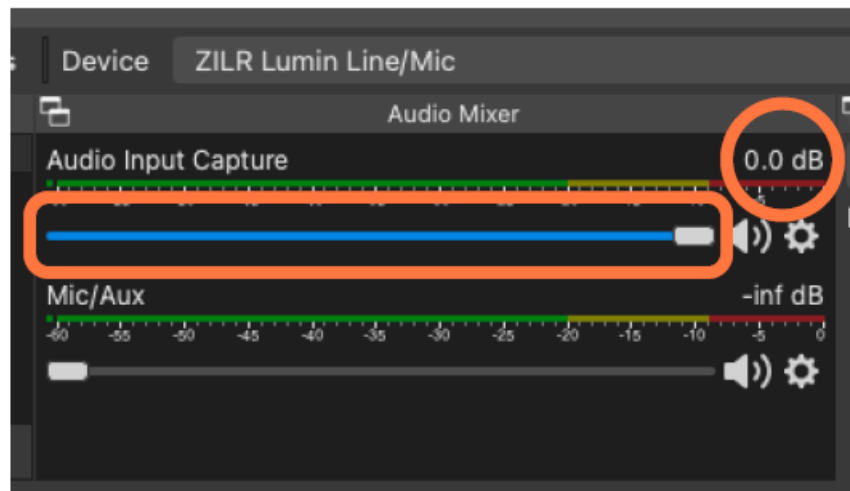 Device ZILR Lumin Line/Mic
Audio Mixer
Audio Input Capture 0.0 dB
Mic/Aux -inf dB
-60 -55 -50 -45 -40 -35 -30 -25 -20 -15 -10 -5 0